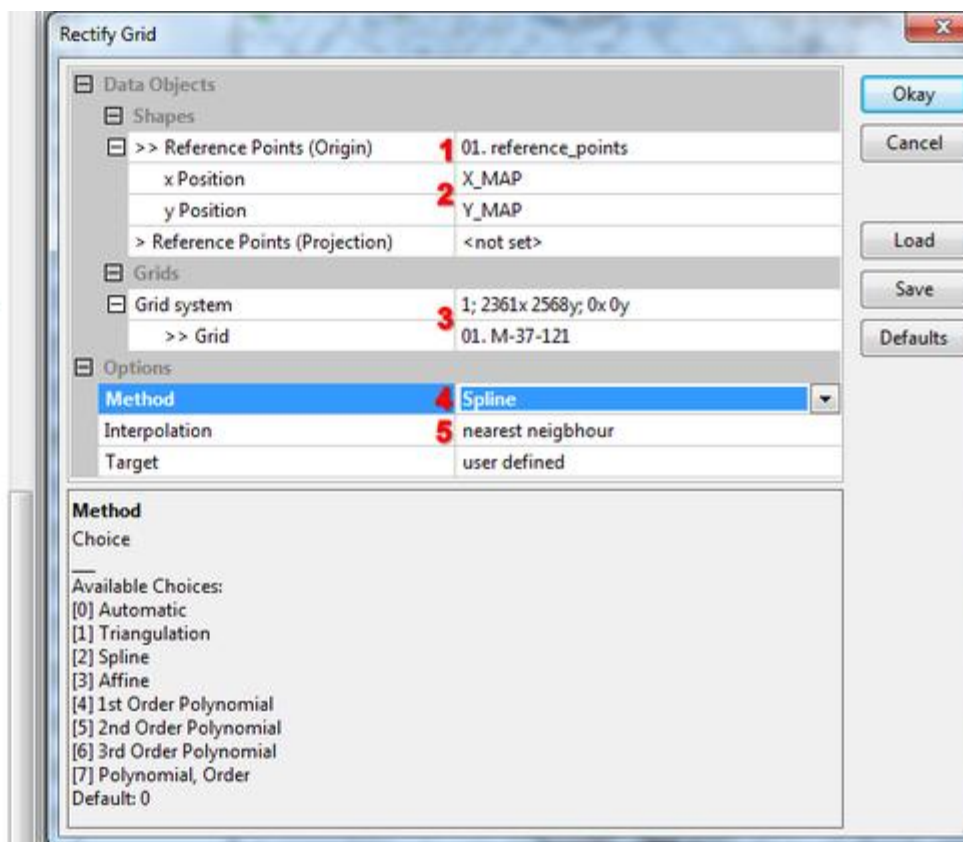 Rectify Grid
Data Objects
Shapes
>> Reference Points (Origin) 1 01. reference_points
x Position X_MAP
2
y Position Y_MAP
> Reference Points (Projection) <not set>
Grids
Grid system 1; 2361x 2568y; 0x 0y
3
>> Grid 01. M-37-121
Options
Method 4 Spline
Interpolation 5 nearest neigbhour
Target user defined
Okay
Cancel
Load
Save
Defaults
Method
Choice
__
Available Choices:
[0] Automatic
[1] Triangulation
[2] Spline
[3] Affine
[4] 1st Order Polynomial
[5] 2nd Order Polynomial
[6] 3rd Order Polynomial
[7] Polynomial, Order
Default: 0